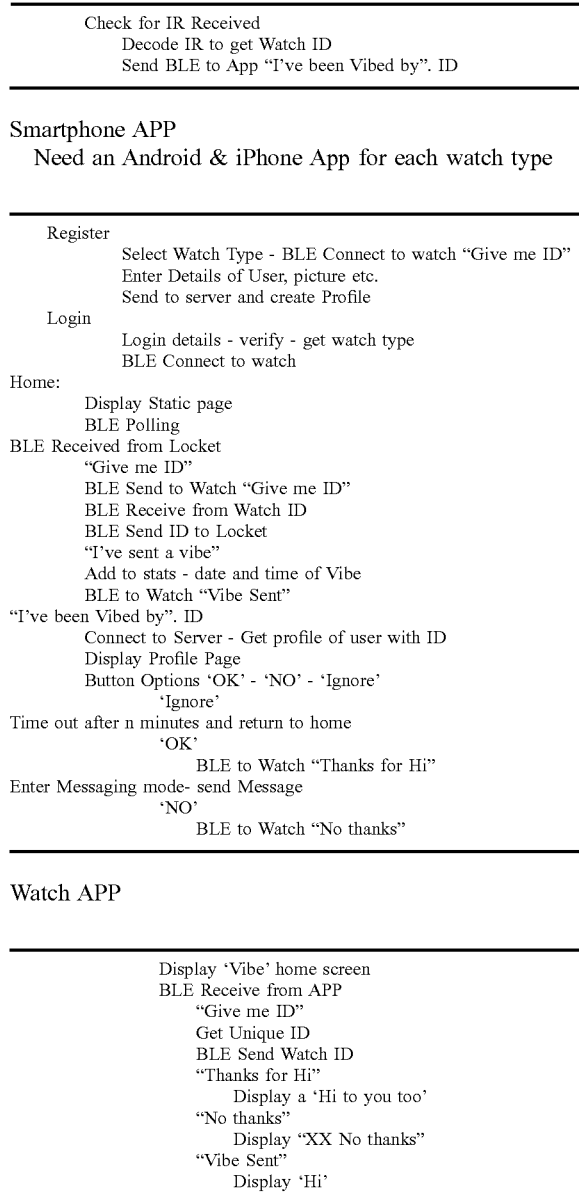 Check for IR Received
Decode IR to get Watch ID
Send BLE to App “I’ve been Vibed by”. ID
Smartphone APP
Need an Android & iPhone App for each watch type
Register
Select Watch Type - BLE Connect to watch “Give me ID”
Enter Details of User, picture etc.
Send to server and create Profile
Login
Login details - verify - get watch type
BLE Connect to watch
Home:
Display Static page
BLE Polling
BLE Received from Locket
“Give me ID”
BLE Send to Watch “Give me ID”
BLE Receive from Watch ID
BLE Send ID to Locket
“I’ve sent a vibe”
Add to stats - date and time of Vibe
BLE to Watch “Vibe Sent”
“I’ve been Vibed by”. ID
Connect to Server - Get profile of user with ID
Display Profile Page
Button Options ‘OK’ - ‘NO’ - ‘Ignore’
‘Ignore’
Time out after n minutes and return to home
‘OK’
BLE to Watch “Thanks for Hi”
Enter Messaging mode- send Message
‘NO’
BLE to Watch “No thanks”
Watch APP
Display ‘Vibe’ home screen
BLE Receive from APP
“Give me ID”
Get Unique ID
BLE Send Watch ID
“Thanks for Hi”
Display a ‘Hi to you too’
“No thanks”
Display “XX No thanks”
“Vibe Sent”
Display ‘Hi’